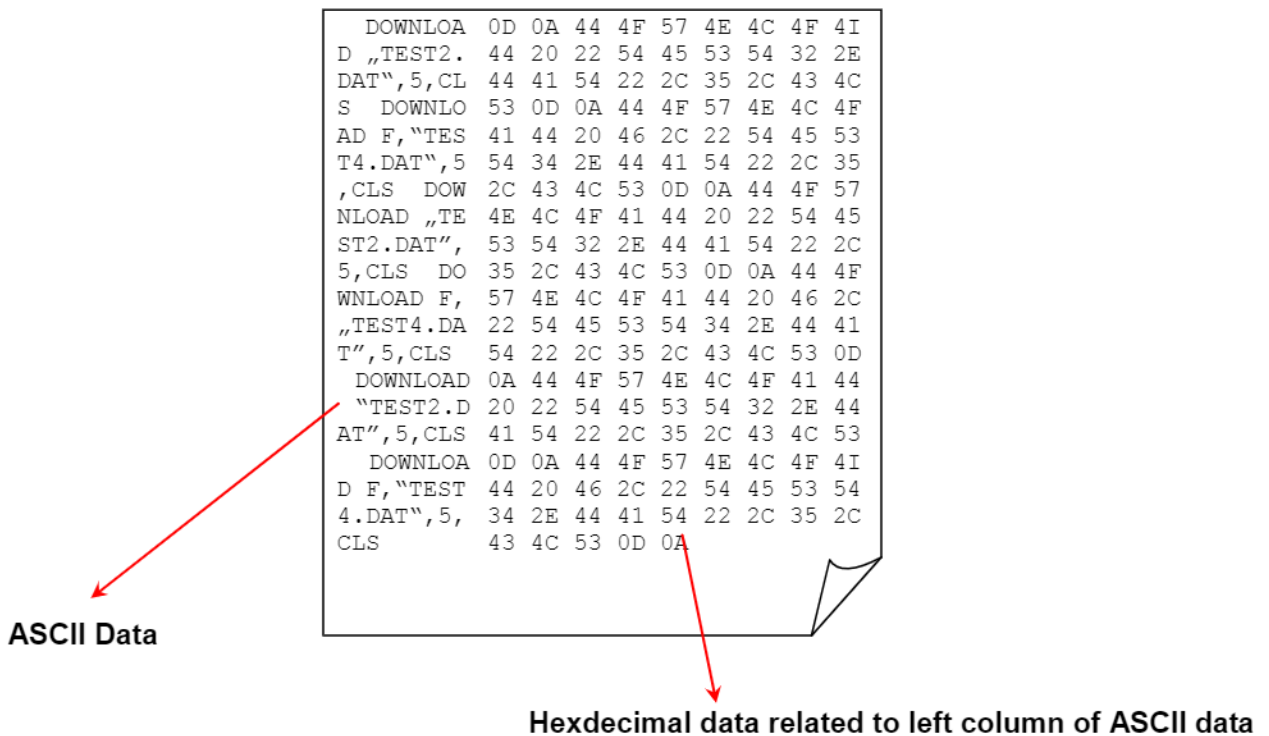 DOWNLOA 0D 0A 44 4F 57 4E 4C 4F 4I
D „TEST2. 44 20 22 54 45 53 54 32 2E
DAT‟,5,CL 44 41 54 22 2C 35 2C 43 4C
S DOWNLO 53 0D 0A 44 4F 57 4E 4C 4F
AD F,“TES 41 44 20 46 2C 22 54 45 53
T4.DAT‟,5 54 34 2E 44 41 54 22 2C 35
,CLS DOW 2C 43 4C 53 0D 0A 44 4F 57
NLOAD „TE 4E 4C 4F 41 44 20 22 54 45
ST2.DAT”, 53 54 32 2E 44 41 54 22 2C
5,CLS DO 35 2C 43 4C 53 0D 0A 44 4F
WNLOAD F, 57 4E 4C 4F 41 44 20 46 2C
„TEST4.DA 22 54 45 53 54 34 2E 44 41
T”,5,CLS 54 22 2C 35 2C 43 4C 53 0D
DOWNLOAD 0A 44 4F 57 4E 4C 4F 41 44
“TEST2.D 20 22 54 45 53 54 32 2E 44
AT”,5,CLS 41 54 22 2C 35 2C 43 4C 53
DOWNLOA 0D 0A 44 4F 57 4E 4C 4F 4I
D F,“TEST 44 20 46 2C 22 54 45 53 54
4.DAT‟,5, 34 2E 44 41 54 22 2C 35 2C
CLS 43 4C 53 0D 0A
ASCII Data
Hexdecimal data related to left column of ASCII data